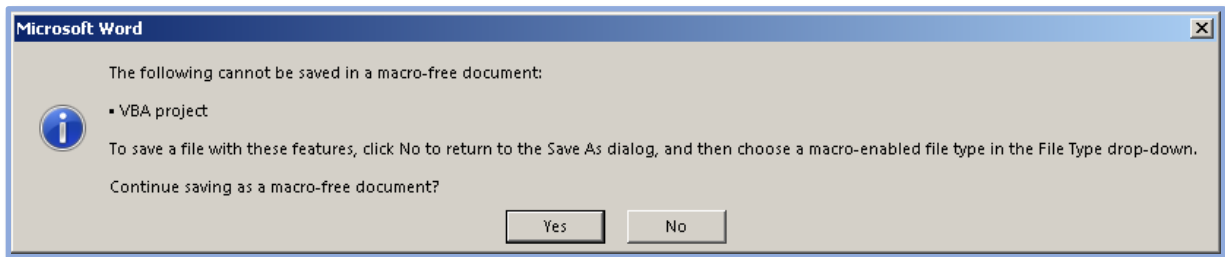 Microsoft Word
The following cannot be saved in a macro-free document:
▪ VBA project
To save a file with these features, click No to return to the Save As dialog, and then choose a macro-enabled file type in the File Type drop-down.
Continue saving as a macro-free document?
Yes No